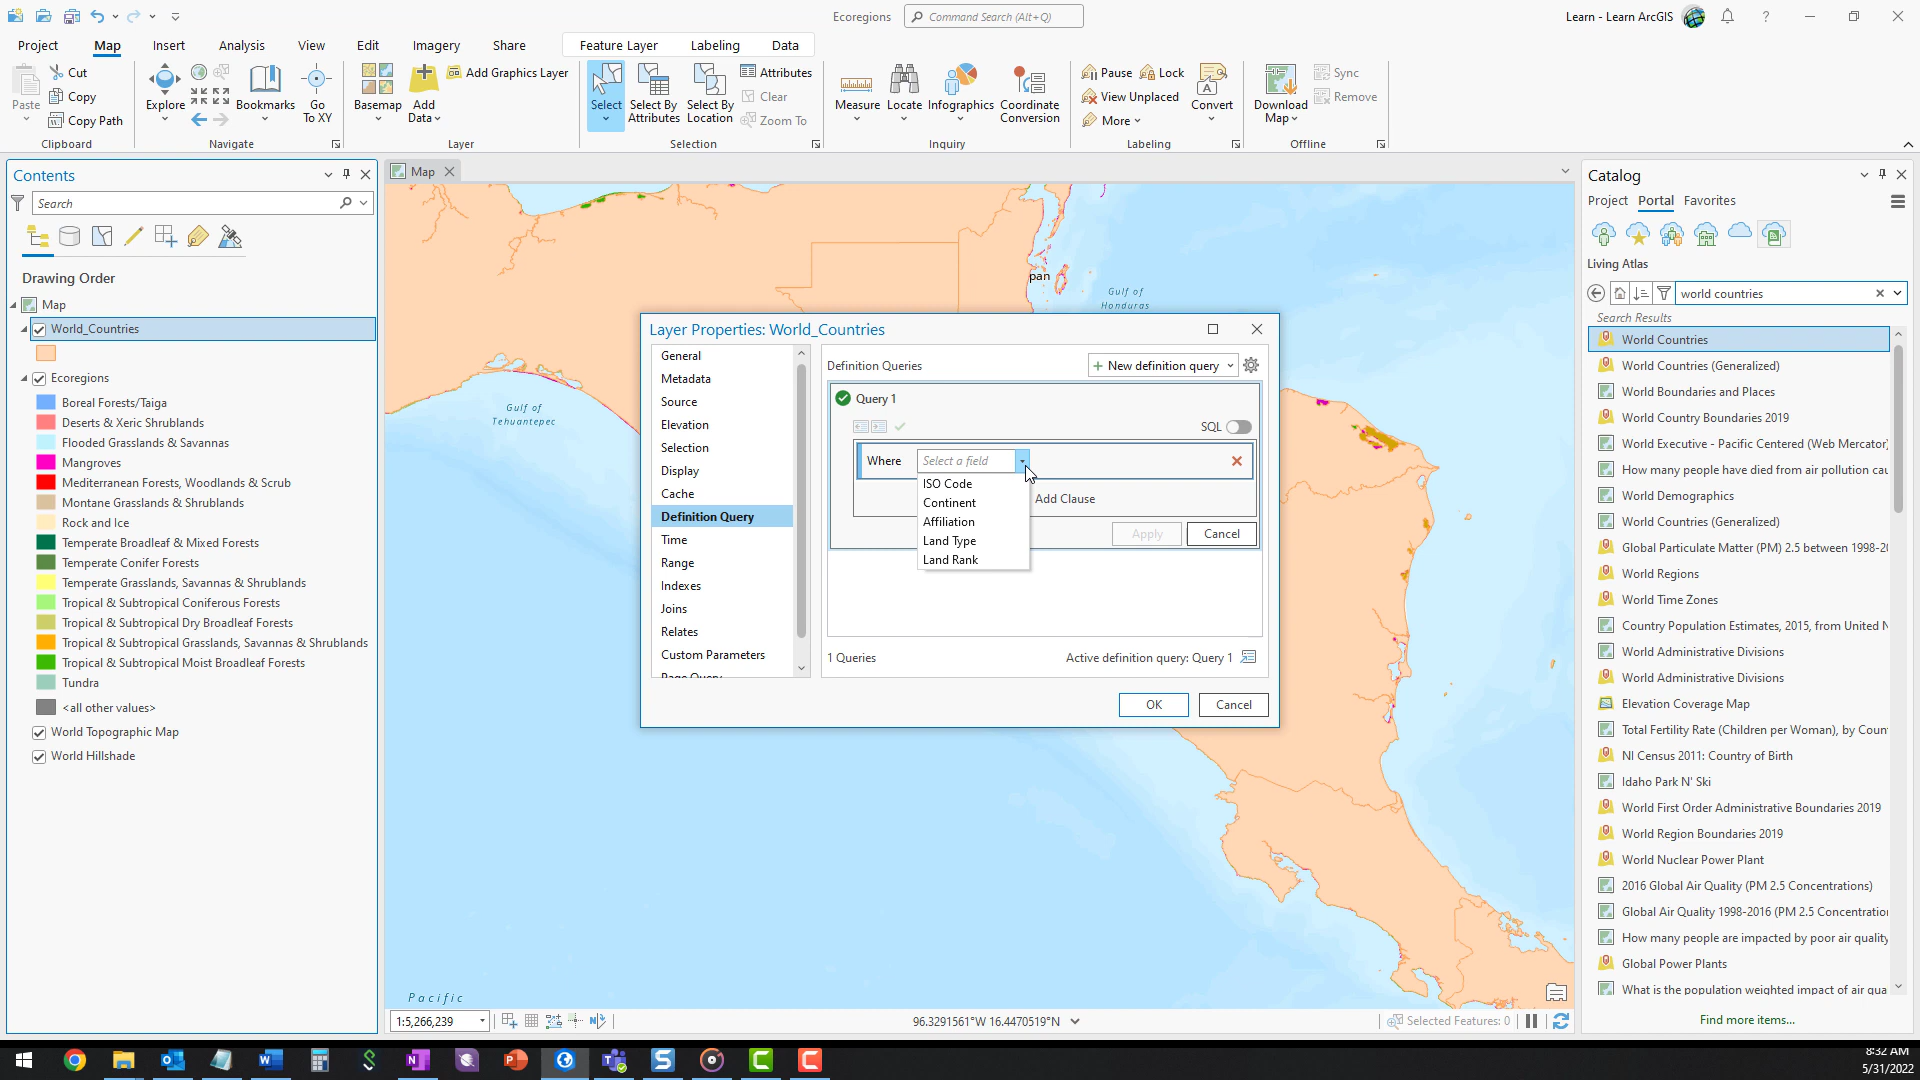 Ecoregions
Command Search (Alt+Q)
Learn - Learn ArcGIS
?
Project
Map
Insert
Analysis
View
Edit
Imagery
Share
Feature Layer
Labeling
Data
Paste
Cut
Copy
Copy Path
Clipboard
Explore
Bookmarks
Go
To XY
Navigate
Basemap
Add
Data
Add Graphics Layer
Layer
Select
Select By
Attributes
Select By
Location
Attributes
Clear
Zoom To
Selection
Measure
Locate
Infographics
Coordinate
Conversion
Inquiry
Pause
Lock
View Unplaced
More
Convert
Labeling
Download
Map
Sync
Remove
Offline
Contents
Search
Drawing Order
Map
World_Countries
Ecoregions
Boreal Forests/Taiga
Deserts & Xeric Shrublands
Flooded Grasslands & Savannas
Mangroves
Mediterranean Forests, Woodlands & Scrub
Montane Grasslands & Shrublands
Rock and Ice
Temperate Broadleaf & Mixed Forests
Temperate Conifer Forests
Temperate Grasslands, Savannas & Shrublands
Tropical & Subtropical Coniferous Forests
Tropical & Subtropical Dry Broadleaf Forests
Tropical & Subtropical Grasslands, Savannas & Shrublands
Tropical & Subtropical Moist Broadleaf Forests
Tundra
<all other values>
World Topographic Map
World Hillshade
Map
pan
Gulf of
Honduras
Gulf of
Tehuantepec
Pacific
Layer Properties: World_Countries
General
Metadata
Source
Elevation
Selection
Display
Cache
Definition Query
Time
Range
Indexes
Joins
Relates
Custom Parameters
Page Query
Definition Queries
+ New definition query
Query 1
SQL
Where
Select a field
ISO Code
Continent
Affiliation
Land Type
Land Rank
Add Clause
Apply
Cancel
1 Queries
Active definition query: Query 1
OK
Cancel
1:5,266,239
96.3291561°W 16.4470519°N
Selected Features: 0
Catalog
Project
Portal
Favorites
Living Atlas
world countries
Search Results
World Countries
World Countries (Generalized)
World Boundaries and Places
World Country Boundaries 2019
World Executive - Pacific Centered (Web Mercator)
How many people have died from air pollution cau
World Demographics
World Countries (Generalized)
Global Particulate Matter (PM) 2.5 between 1998-20
World Regions
World Time Zones
Country Population Estimates, 2015, from United N
World Administrative Divisions
World Administrative Divisions
Elevation Coverage Map
Total Fertility Rate (Children per Woman), by Coun
NI Census 2011: Country of Birth
Idaho Park N' Ski
World First Order Administrative Boundaries 2019
World Region Boundaries 2019
World Nuclear Power Plant
2016 Global Air Quality (PM 2.5 Concentrations)
Global Air Quality 1998-2016 (PM 2.5 Concentration
How many people are impacted by poor air quality
Global Power Plants
What is the population weighted impact of air qua
Find more items...
8:32 AM
5/31/2022